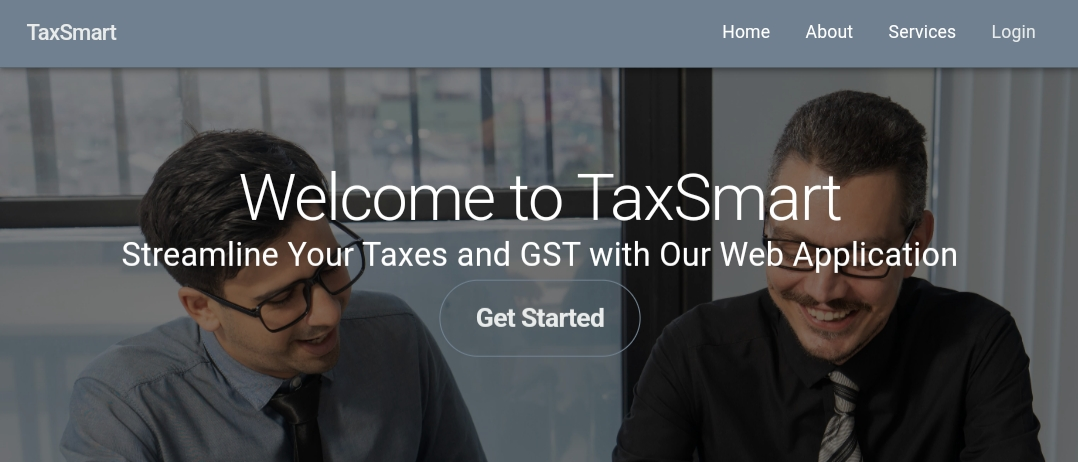 TaxSmart
Home About Services Login
Welcome to TaxSmart
Streamline Your Taxes and GST with Our Web Application
Get Started